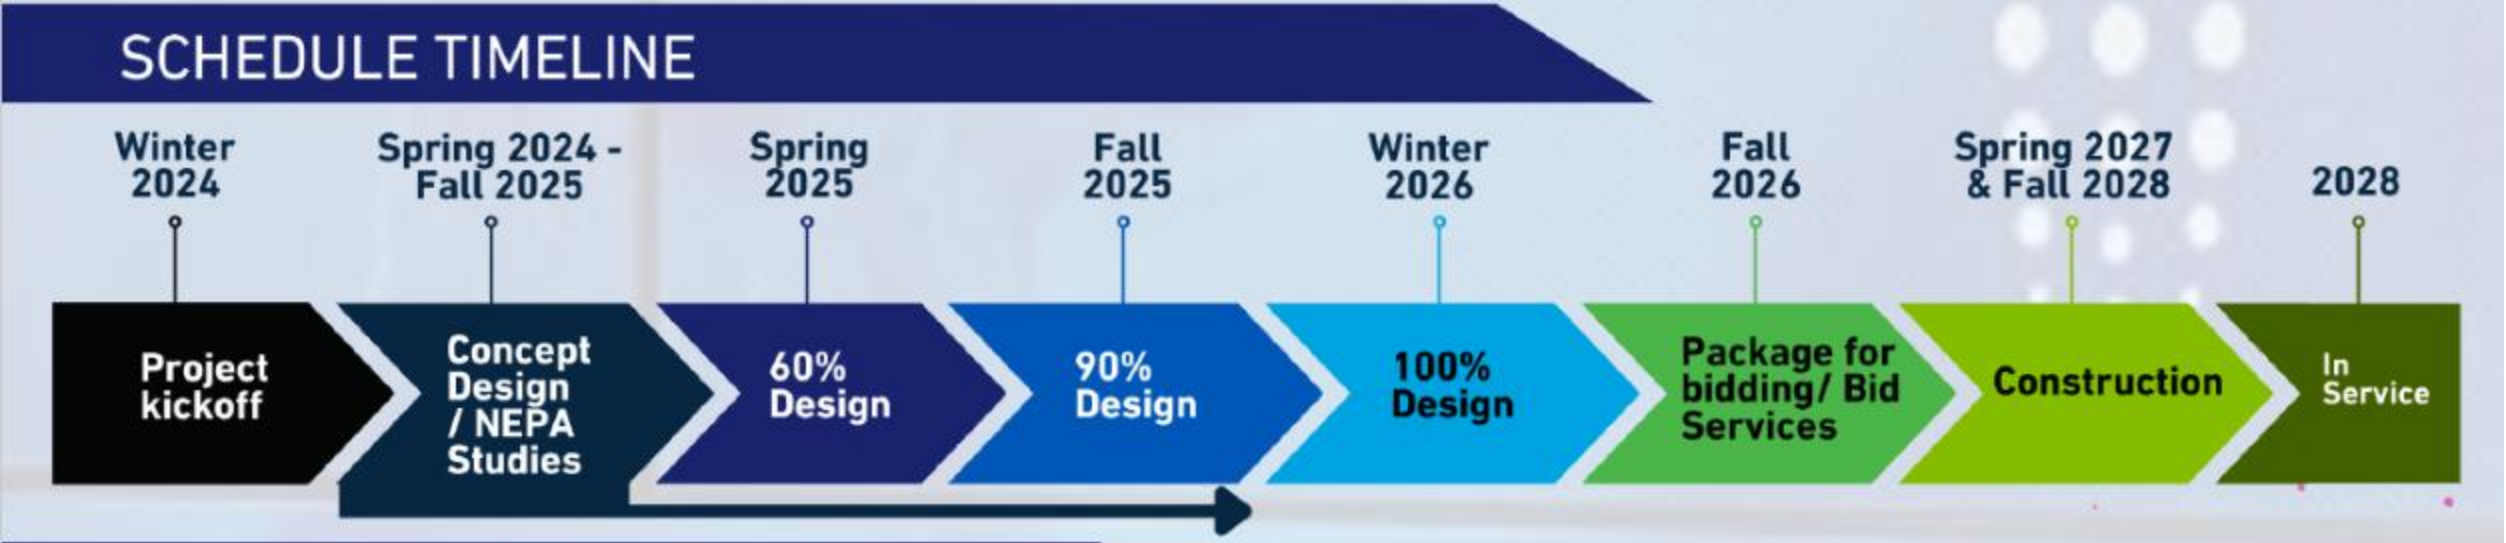 SCHEDULE TIMELINE
Winter
2024
Spring 2024 -
Fall 2025
Spring
2025
Fall
2025
Winter
2026
Fall
2026
Spring 2027
& Fall 2028
2028
Project
kickoff
Concept
Design
/ NEPA
Studies
60%
Design
90%
Design
100%
Design
Package for
bidding/ Bid
Services
Construction
In
Service